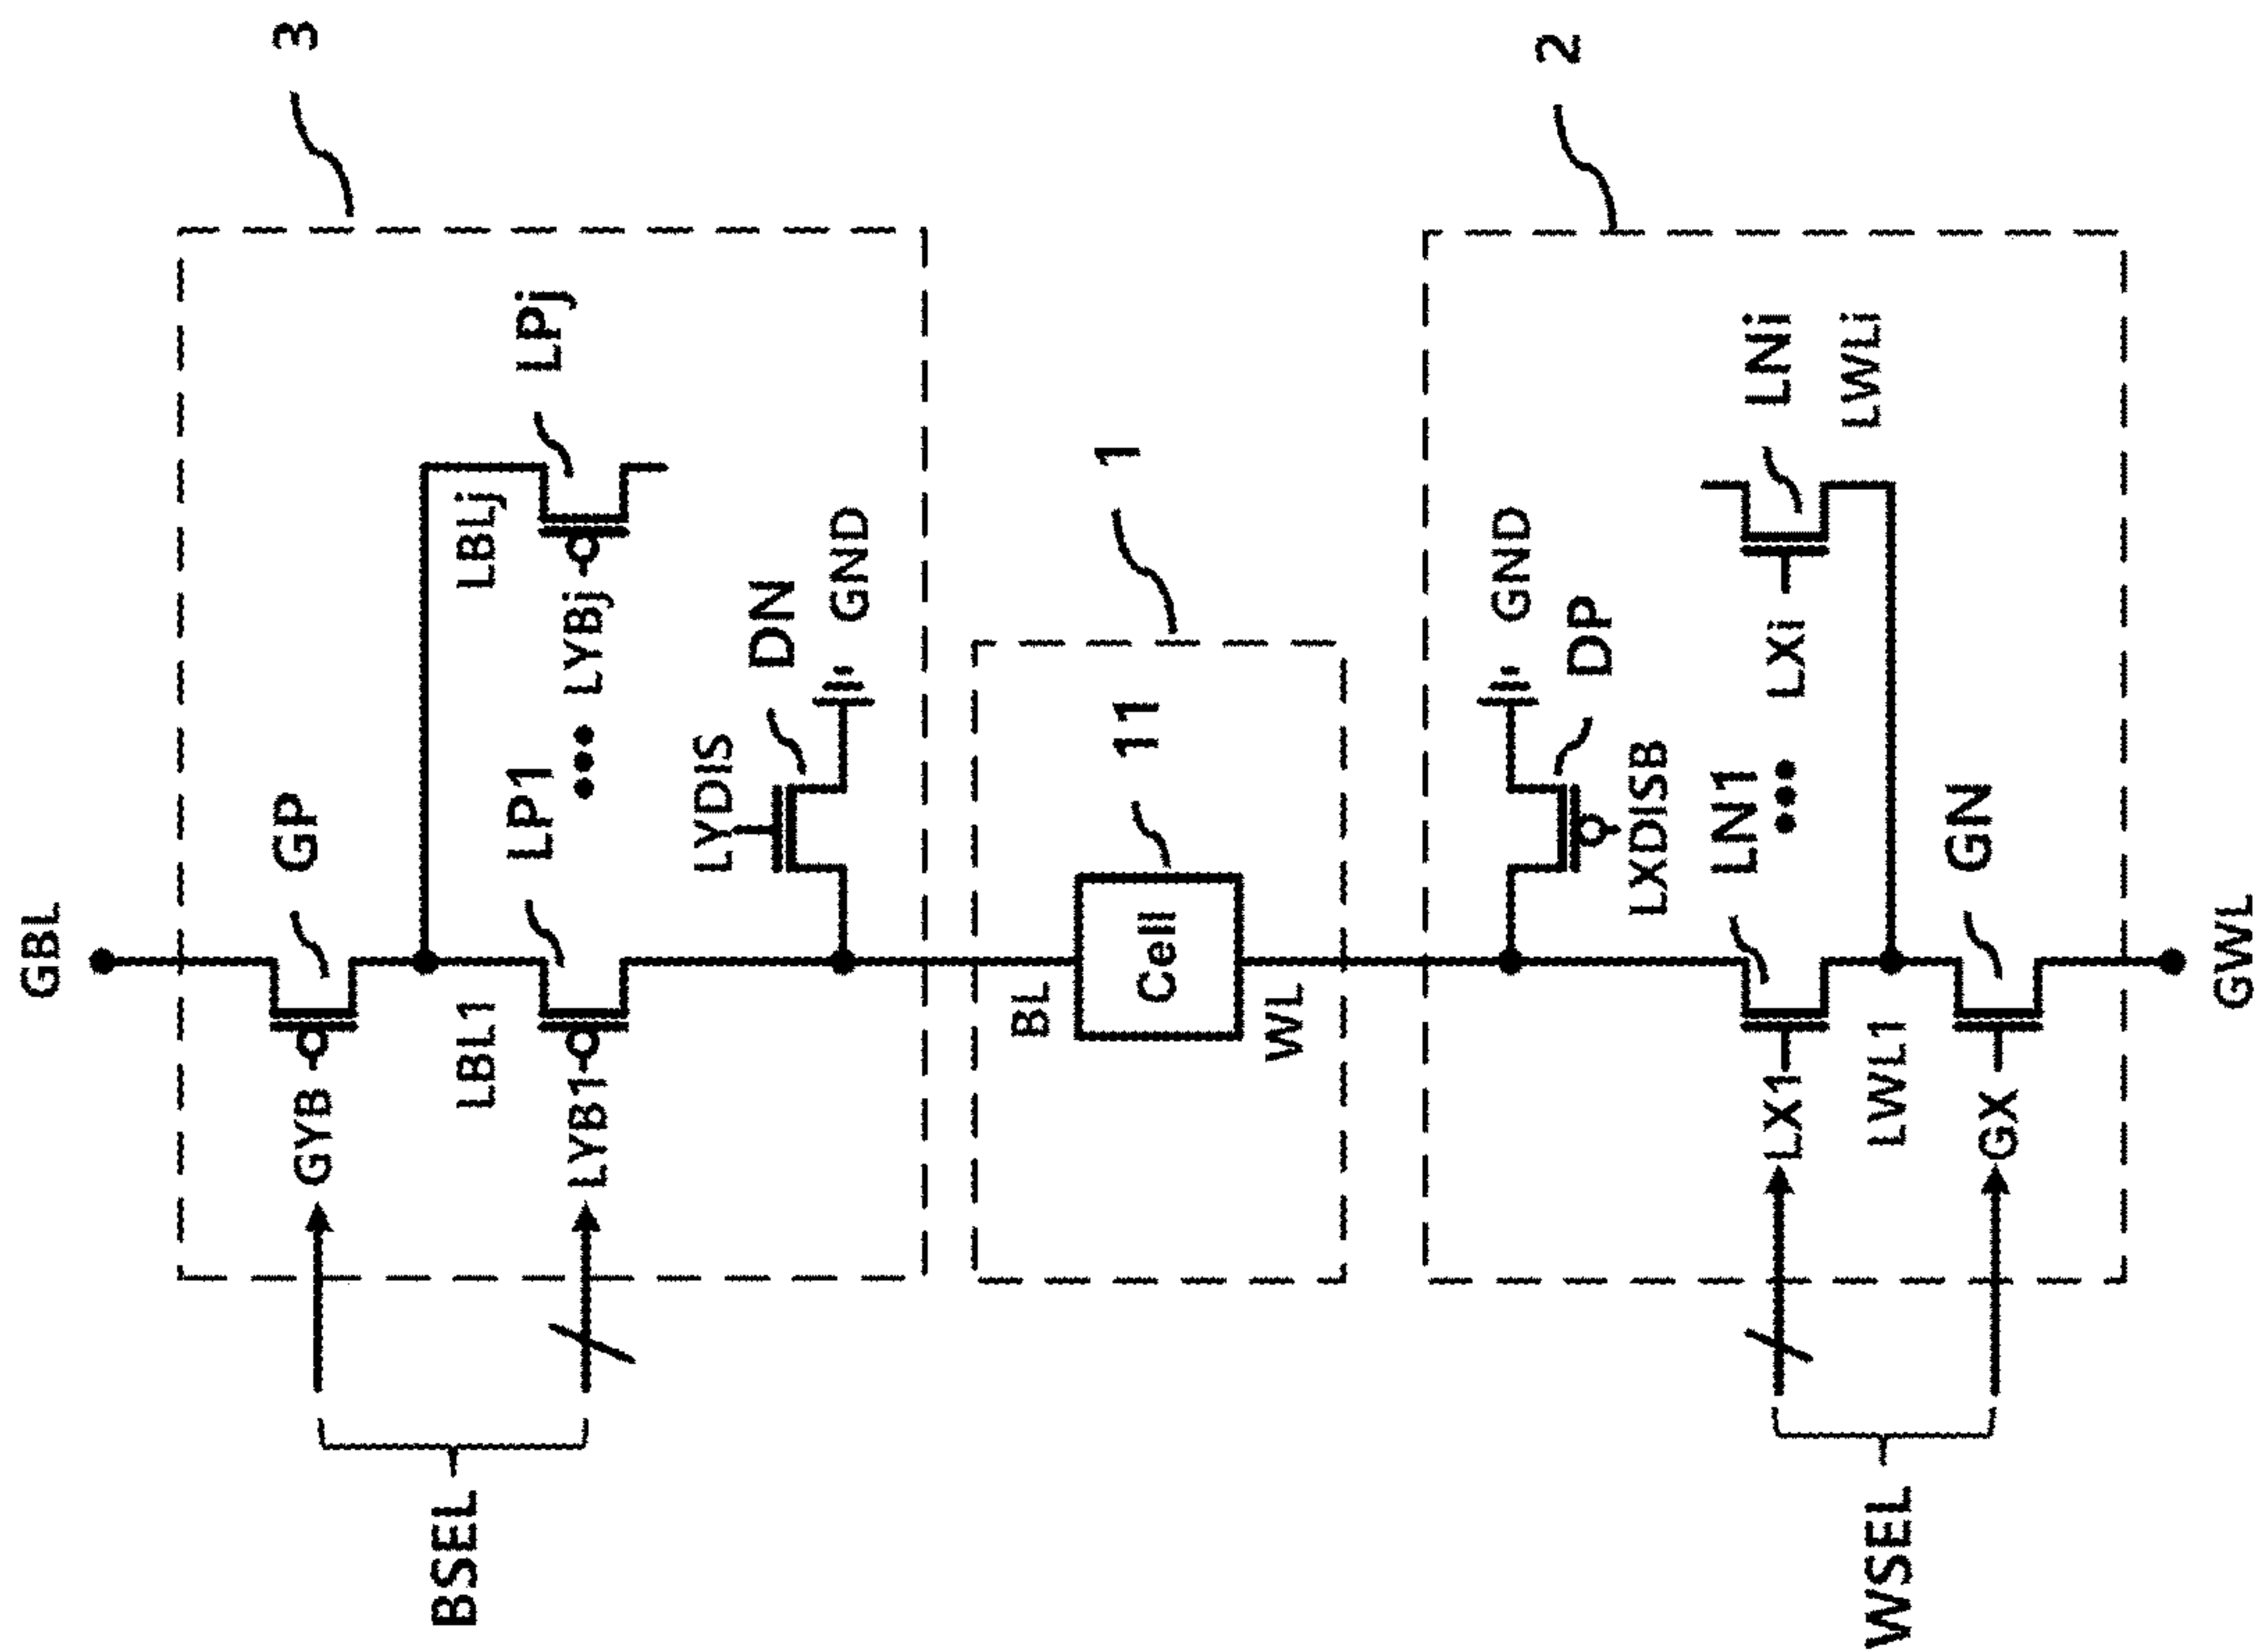 3
2
1
GBL
GP
GYB
LBLj
LPj
LYBj
LBL1
LP1
LYB1
LYDIS
DN
GND
BL
11
Cell
WL
GND
DP
LXDISB
LN1
LX1
LXi
LNi
LWLi
LWL1
GN
GX
GWL
BSEL
WSEL